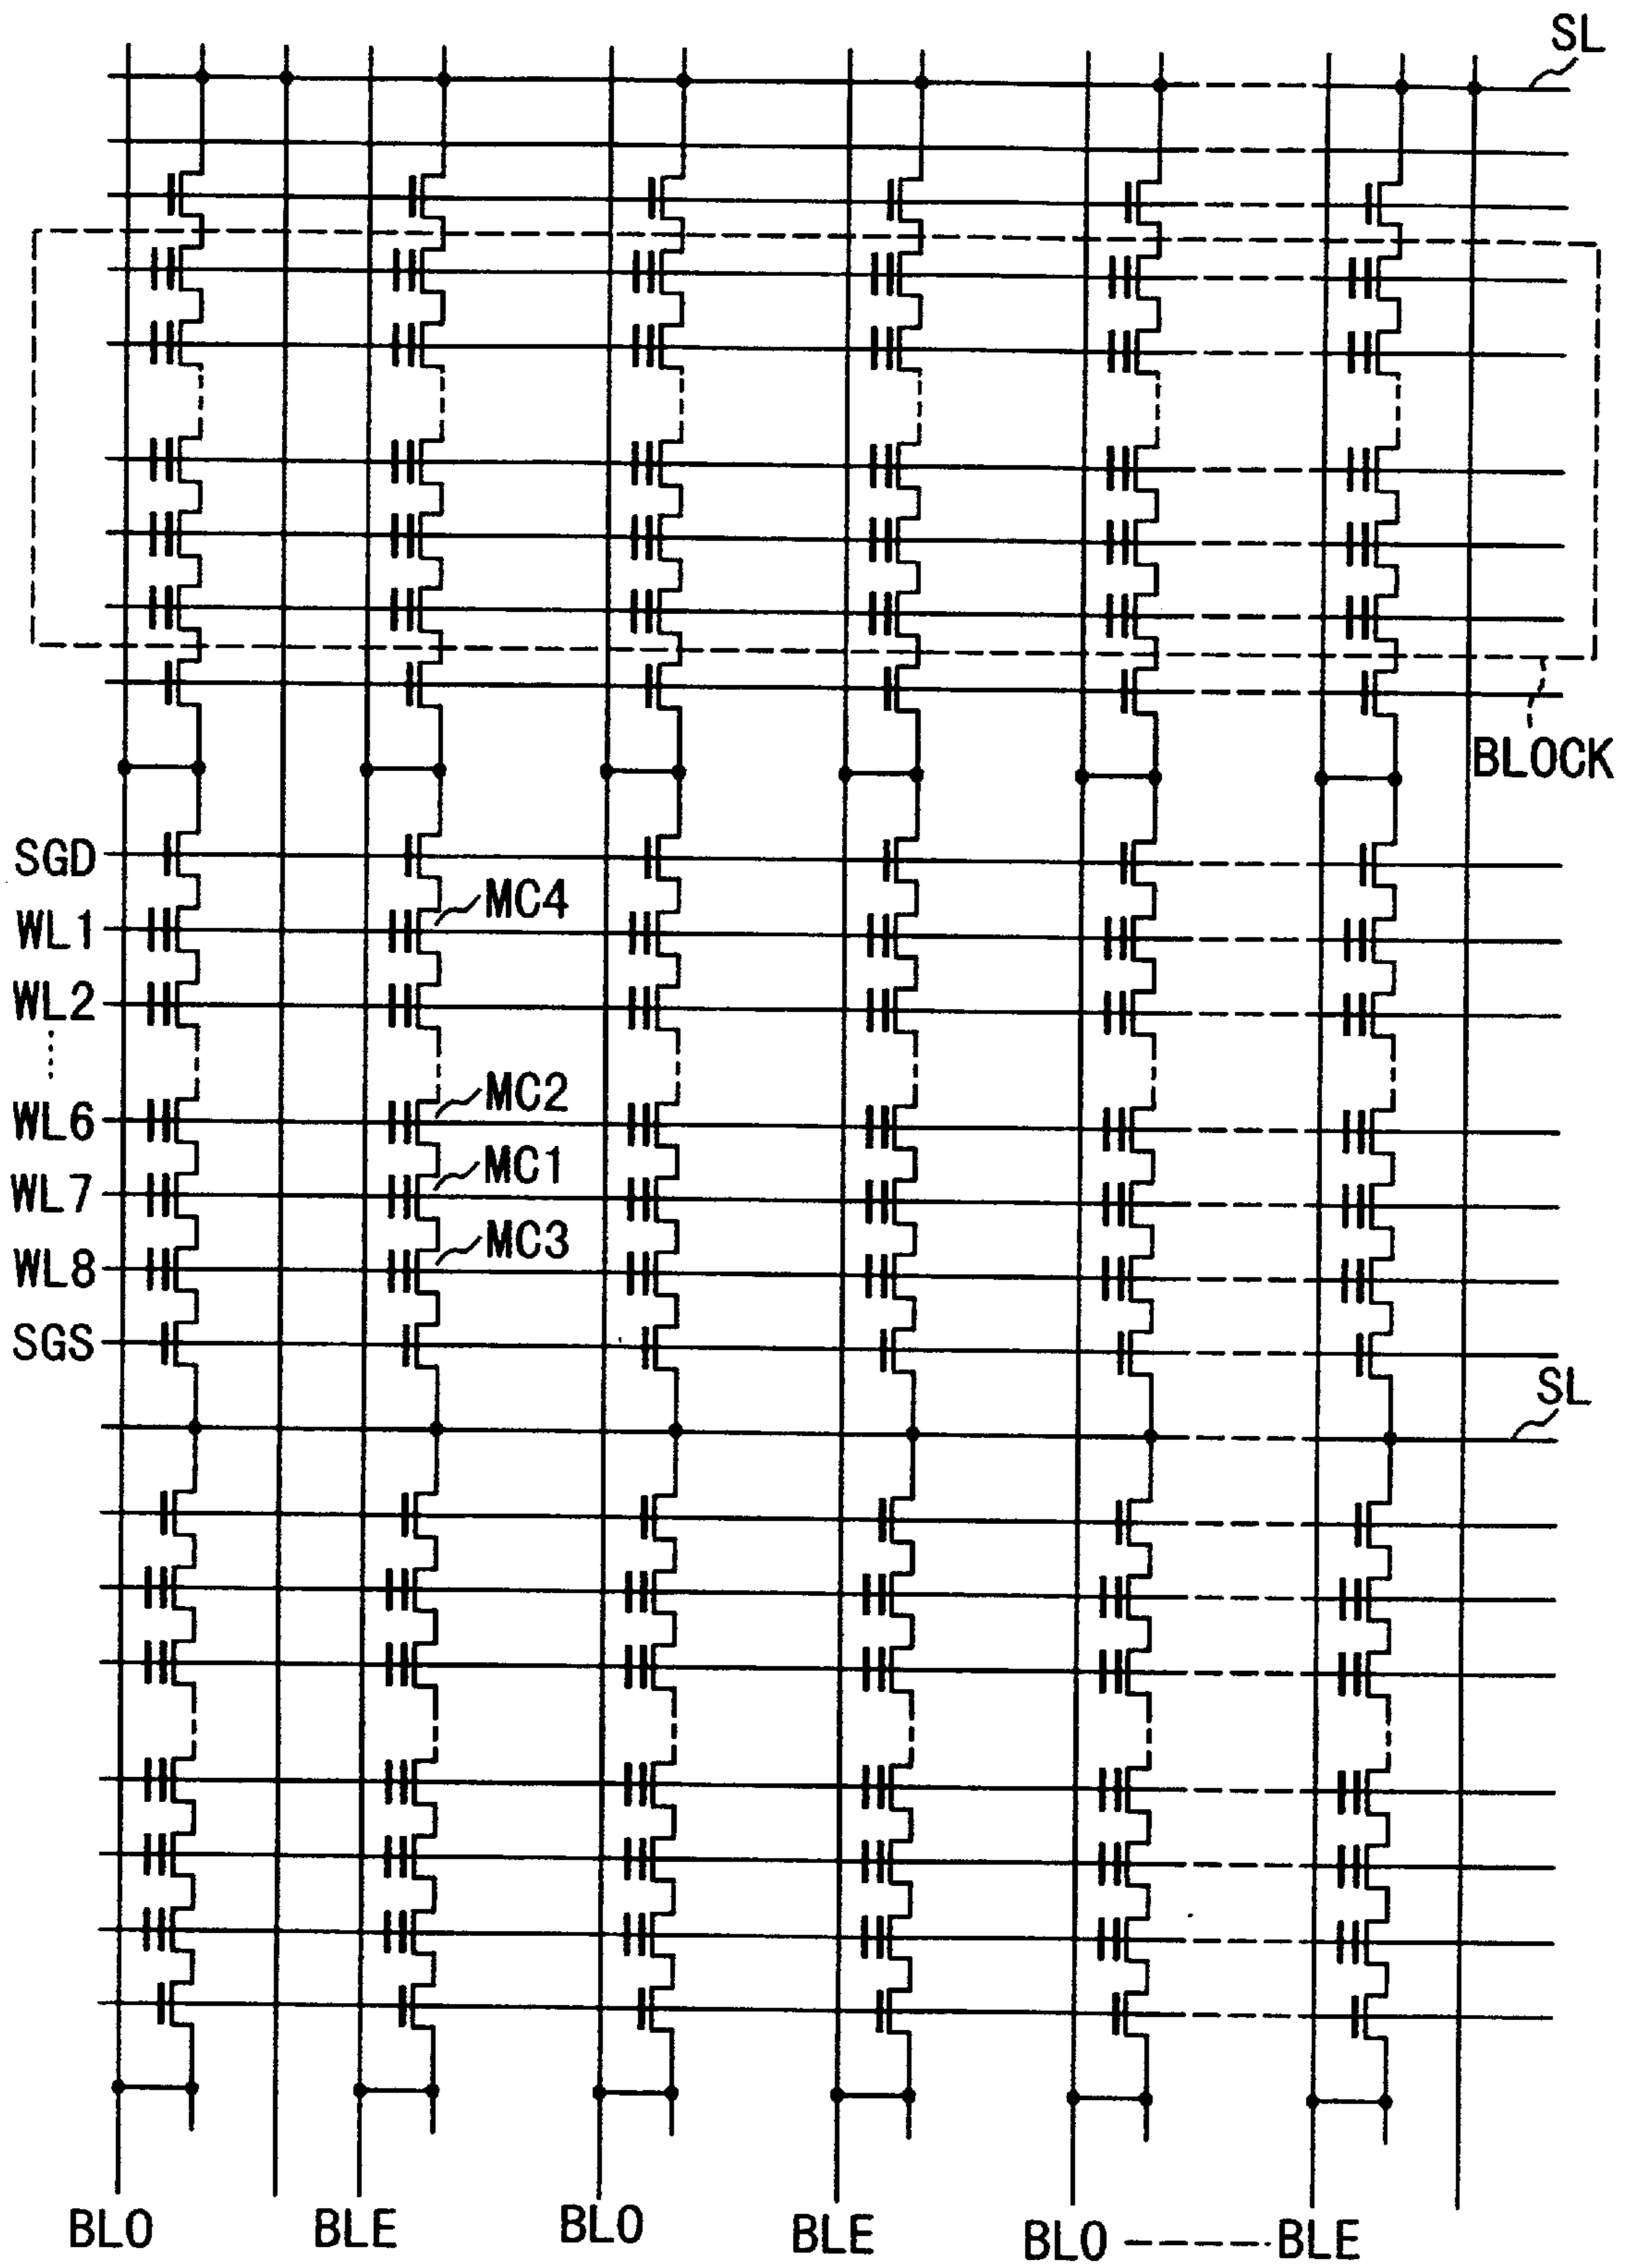 SL
BLOCK
SGD
MC4
WL1
WL2
MC2
WL6
MC1
WL7
MC3
WL8
SGS
SL
BLO BLE BLO BLE BLO BLE